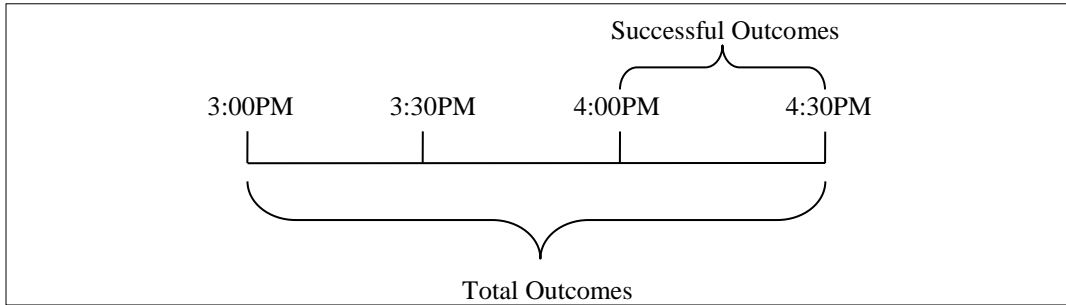 Successful Outcomes
3:00PM 3:30PM 4:00PM 4:30PM
Total Outcomes